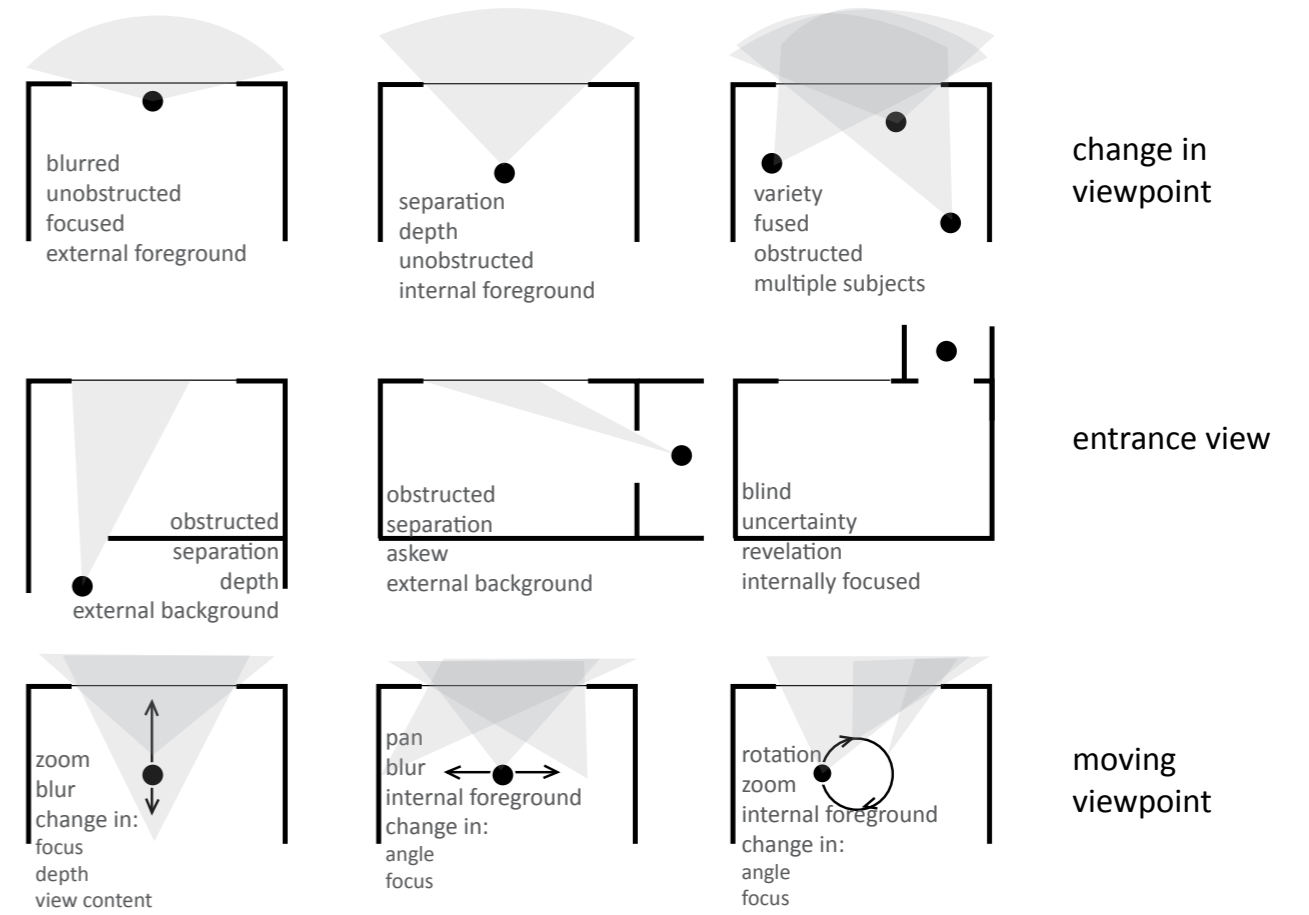 blurred
unobstructed
focused
external foreground
separation
depth
unobstructed
internal foreground
variety
fused
obstructed
multiple subjects
change in
viewpoint
obstructed
separation
depth
external background
obstructed
separation
askew
external background
blind
uncertainty
revelation
internally focused
entrance view
zoom
blur
change in:
focus
depth
view content
pan
blur
internal foreground
change in:
angle
focus
rotation
zoom
internal foreground
change in:
angle
focus
moving
viewpoint